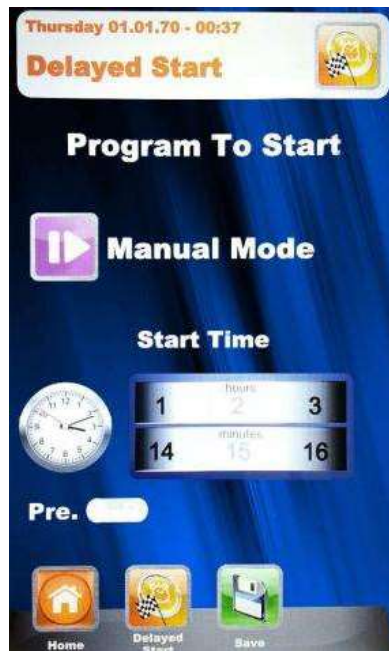 Thursday 01.01.70 - 00:37
Delayed Start
Program To Start
Manual Mode
Start Time
hours
1 2 3
minutes
14 15 16
Pre.
Home
Delayed Start
Save